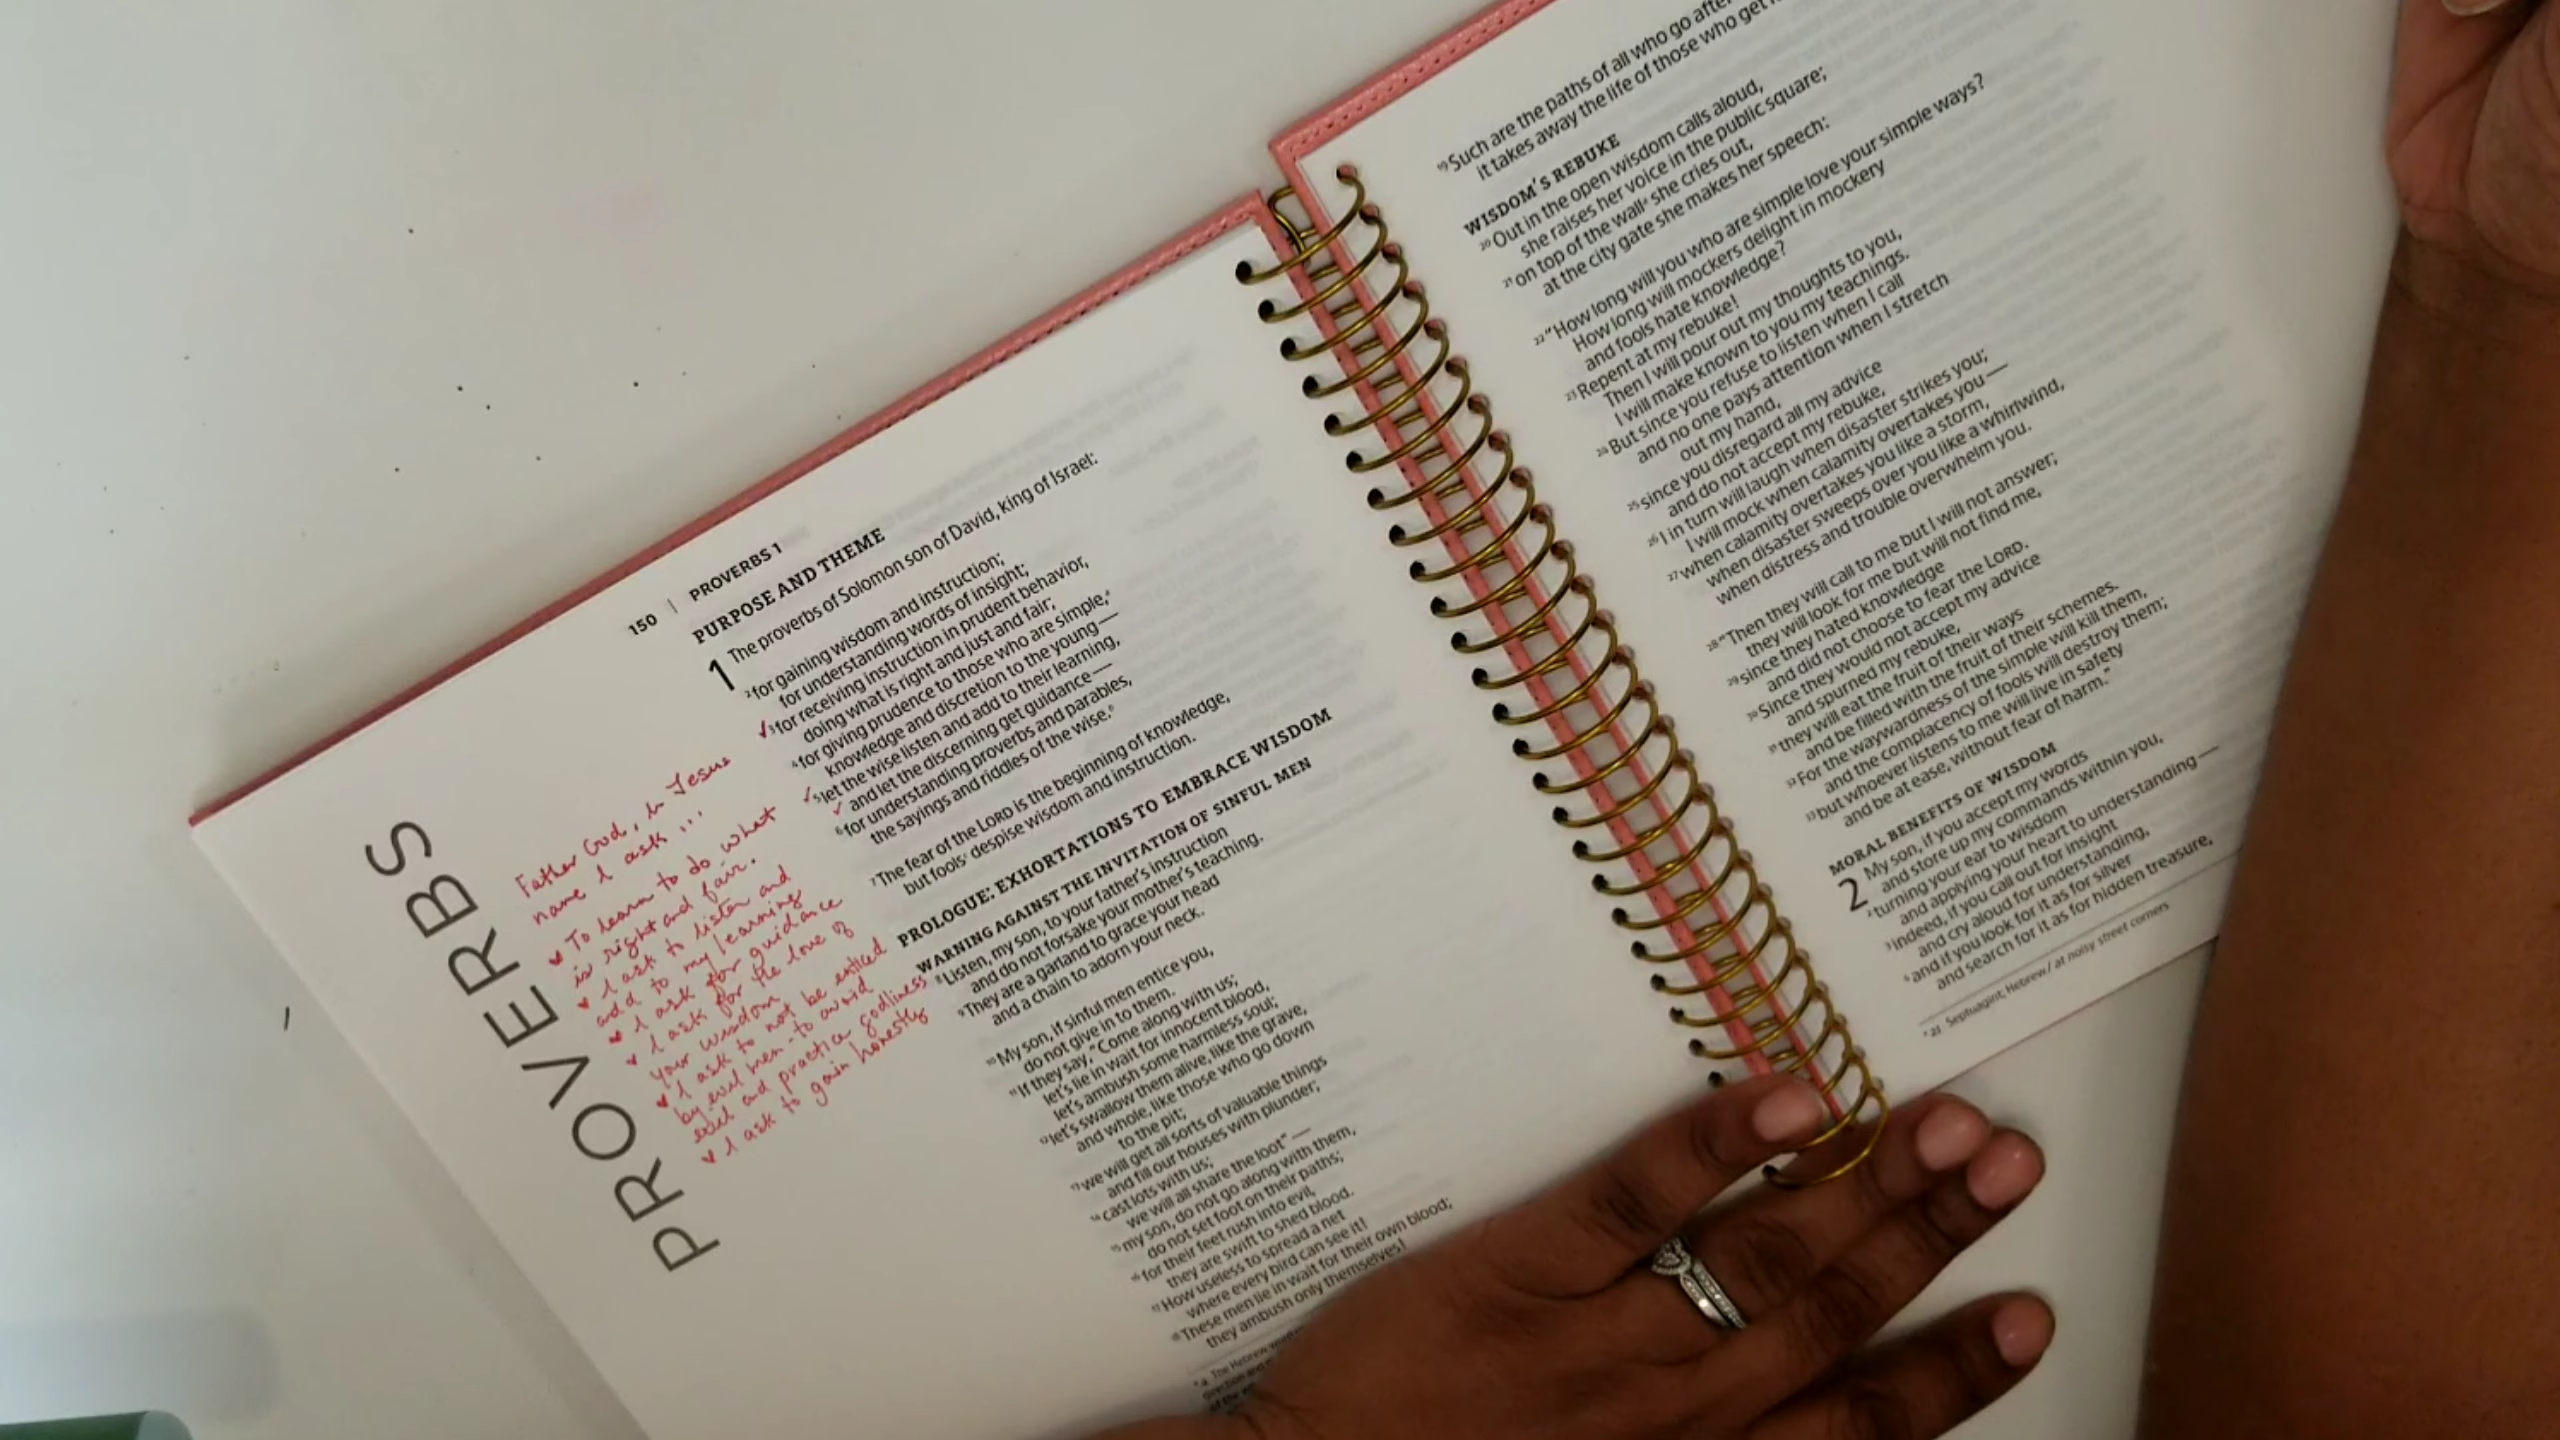 150 | PROVERBS 1
PURPOSE AND THEME
1 The proverbs of Solomon son of David, king of Israel:
2 for gaining wisdom and instruction;
for understanding words of insight;
3 for receiving instruction in prudent behavior,
doing what is right and just and fair;
4 for giving prudence to those who are simple,a
knowledge and discretion to the young—
5 let the wise listen and add to their learning,
and let the discerning get guidance—
6 for understanding proverbs and parables,
the sayings and riddles of the wise.b
7 The fear of the LORD is the beginning of knowledge,
but foolsc despise wisdom and instruction.
PROLOGUE: EXHORTATIONS TO EMBRACE WISDOM
WARNING AGAINST THE INVITATION OF SINFUL MEN
8 Listen, my son, to your father's instruction
and do not forsake your mother's teaching.
9 They are a garland to grace your head
and a chain to adorn your neck.
10 My son, if sinful men entice you,
do not give in to them.
11 If they say, "Come along with us;
let's lie in wait for innocent blood,
let's ambush some harmless soul;
12 let's swallow them alive, like the grave,
and whole, like those who go down
to the pit;
13 we will get all sorts of valuable things
and fill our houses with plunder;
14 cast lots with us;
we will all share the loot"—
15 my son, do not go along with them,
do not set foot on their paths;
16 for their feet rush into evil,
they are swift to shed blood.
17 How useless to spread a net
where every bird can see it!
18 These men lie in wait for their own blood;
they ambush only themselves!
The Hebrew
PROVERBS
Father God, in Jesus
name I ask ...
♥ To learn to do what
is right and fair.
♥ I ask to listen and
add to my learning
♥ I ask for guidance
♥ I ask for the love of
your wisdom
♥ I ask to not be enticed
by evil men - to avoid
evil and practice godliness
♥ I ask to gain honestly
19 Such are the paths of all who go after
it takes away the life of those who get
WISDOM'S REBUKE
20 Out in the open wisdom calls aloud,
she raises her voice in the public square;
21 on top of the walle she cries out,
at the city gate she makes her speech:
22 "How long will you who are simple love your simple ways?
How long will mockers delight in mockery
and fools hate knowledge?
23 Repent at my rebuke!
Then I will pour out my thoughts to you,
I will make known to you my teachings.
24 But since you refuse to listen when I call
and no one pays attention when I stretch
out my hand,
25 since you disregard all my advice
and do not accept my rebuke,
26 I in turn will laugh when disaster strikes you;
I will mock when calamity overtakes you—
27 when calamity overtakes you like a storm,
when disaster sweeps over you like a whirlwind,
when distress and trouble overwhelm you.
28 "Then they will call to me but I will not answer;
they will look for me but will not find me,
29 since they hated knowledge
and did not choose to fear the LORD.
30 Since they would not accept my advice
and spurned my rebuke,
31 they will eat the fruit of their ways
and be filled with the fruit of their schemes.
32 For the waywardness of the simple will kill them,
and the complacency of fools will destroy them;
33 but whoever listens to me will live in safety
and be at ease, without fear of harm."
MORAL BENEFITS OF WISDOM
2 My son, if you accept my words
and store up my commands within you,
2 turning your ear to wisdom
and applying your heart to understanding—
3 indeed, if you call out for insight
and cry aloud for understanding,
4 and if you look for it as for silver
and search for it as for hidden treasure,
21 Septuagint; Hebrew / at noisy street corners